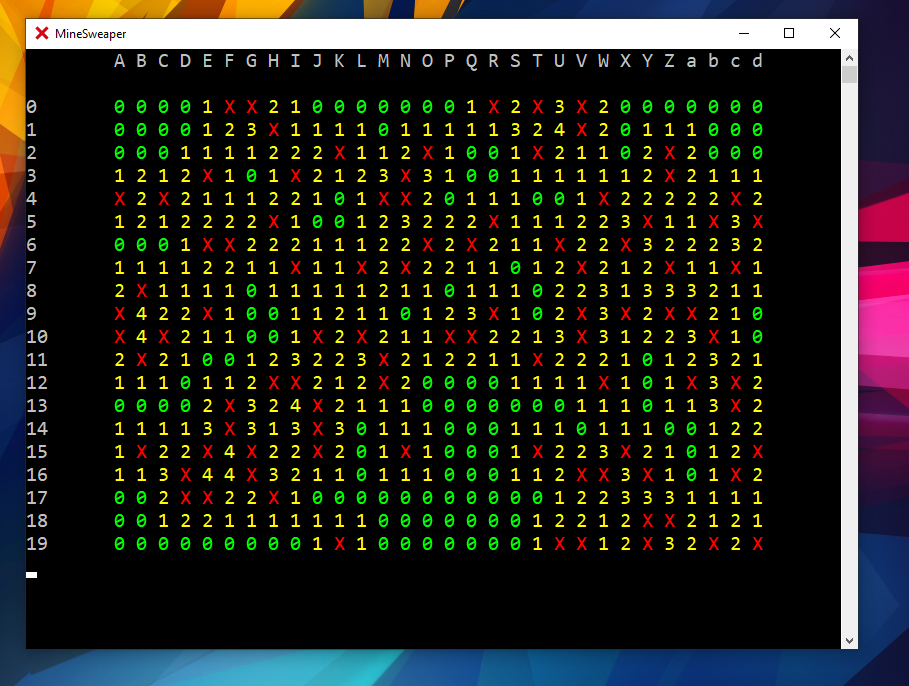 MineSweaper
A B C D E F G H I J K L M N O P Q R S T U V W X Y Z a b c d
0 0 0 0 0 1 X X 2 1 0 0 0 0 0 0 0 1 X 2 X 3 X 2 0 0 0 0 0 0 0
1 0 0 0 0 1 2 3 X 1 1 1 1 0 1 1 1 1 1 3 2 4 X 2 0 1 1 1 0 0 0
2 0 0 0 1 1 1 1 2 2 2 X 1 1 2 X 1 0 0 1 X 2 1 1 0 2 X 2 0 0 0
3 1 2 1 2 X 1 0 1 X 2 1 2 3 X 3 1 0 0 1 1 1 1 1 1 2 X 2 1 1 1
4 X 2 X 2 1 1 1 2 2 1 0 1 X X 2 0 1 1 1 0 0 1 X 2 2 2 2 2 X 2
5 1 2 1 2 2 2 2 X 1 0 0 1 2 3 2 2 2 X 1 1 1 2 2 3 X 1 1 X 3 X
6 0 0 0 1 X X 2 2 2 1 1 1 2 2 X 2 X 2 1 1 X 2 2 X 3 2 2 2 3 2
7 1 1 1 1 2 2 1 1 X 1 1 X 2 X 2 2 1 1 0 1 2 X 2 1 2 X 1 1 X 1
8 2 X 1 1 1 1 0 1 1 1 1 1 2 1 1 0 1 1 1 0 2 2 3 1 3 3 3 2 1 1
9 X 4 2 2 X 1 0 0 1 1 2 1 1 0 1 2 3 X 1 0 2 X 3 X 2 X X 2 1 0
10 X 4 X 2 1 1 0 0 1 X 2 X 2 1 1 X X 2 2 1 3 X 3 1 2 2 3 X 1 0
11 2 X 2 1 0 0 1 2 3 2 2 3 X 2 1 2 2 1 1 X 2 2 2 1 0 1 2 3 2 1
12 1 1 1 0 1 1 2 X X 2 1 2 X 2 0 0 0 0 1 1 1 1 X 1 0 1 X 3 X 2
13 0 0 0 0 2 X 3 2 4 X 2 1 1 1 0 0 0 0 0 0 0 1 1 1 0 1 1 3 X 2
14 1 1 1 1 3 X 3 1 3 X 3 0 1 1 1 0 0 0 1 1 1 0 1 1 1 0 0 1 2 2
15 1 X 2 2 X 4 X 2 2 X 2 0 1 X 1 0 0 0 1 X 2 2 3 X 2 1 0 1 2 X
16 1 1 3 X 4 4 X 3 2 1 1 0 1 1 1 0 0 0 1 1 2 X X 3 X 1 0 1 X 2
17 0 0 2 X X 2 2 X 1 0 0 0 0 0 0 0 0 0 0 0 1 2 2 3 3 3 1 1 1 1
18 0 0 1 2 2 1 1 1 1 1 1 1 0 0 0 0 0 0 0 1 2 2 1 2 X X 2 1 2 1
19 0 0 0 0 0 0 0 0 0 1 X 1 0 0 0 0 0 0 0 1 X X 1 2 X 3 2 X 2 X